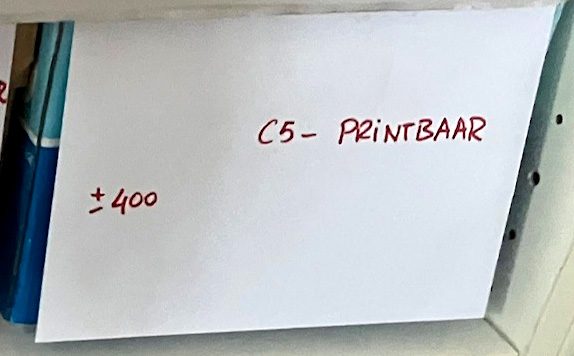 C5- PRiNTBAAR
± 400